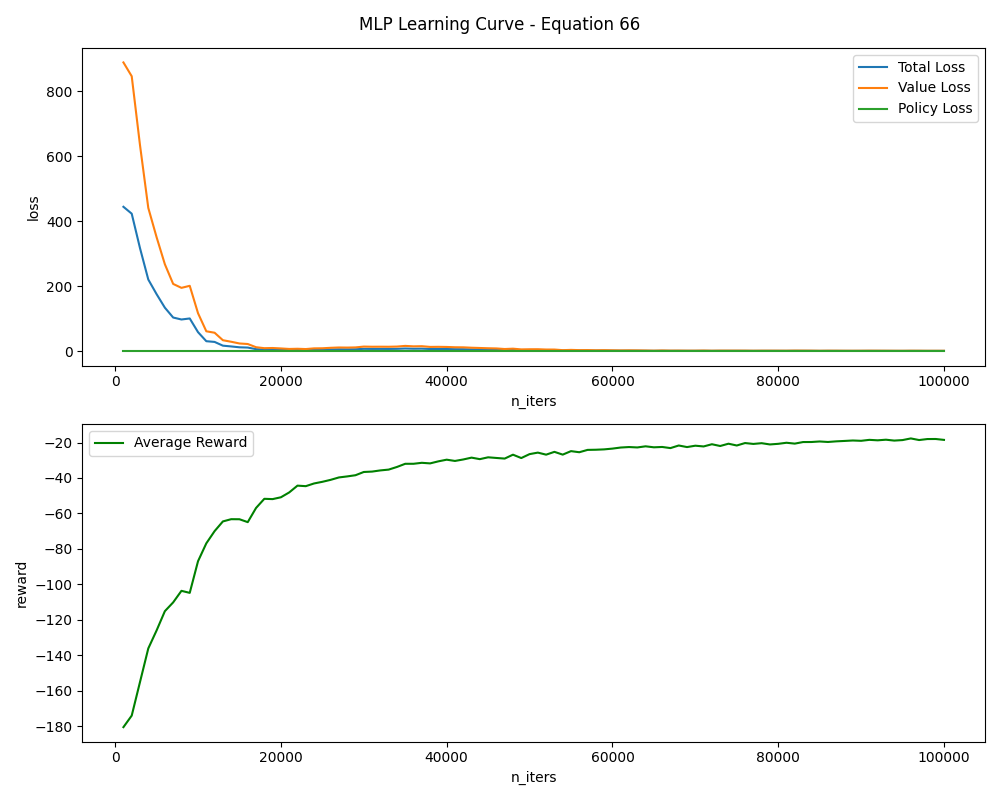 MLP Learning Curve - Equation 66
Total Loss
Value Loss
Policy Loss
800
600
400
200
0
loss
0 20000 40000 60000 80000 100000
n_iters
Average Reward
−20
−40
−60
−80
−100
−120
−140
−160
−180
reward
0 20000 40000 60000 80000 100000
n_iters